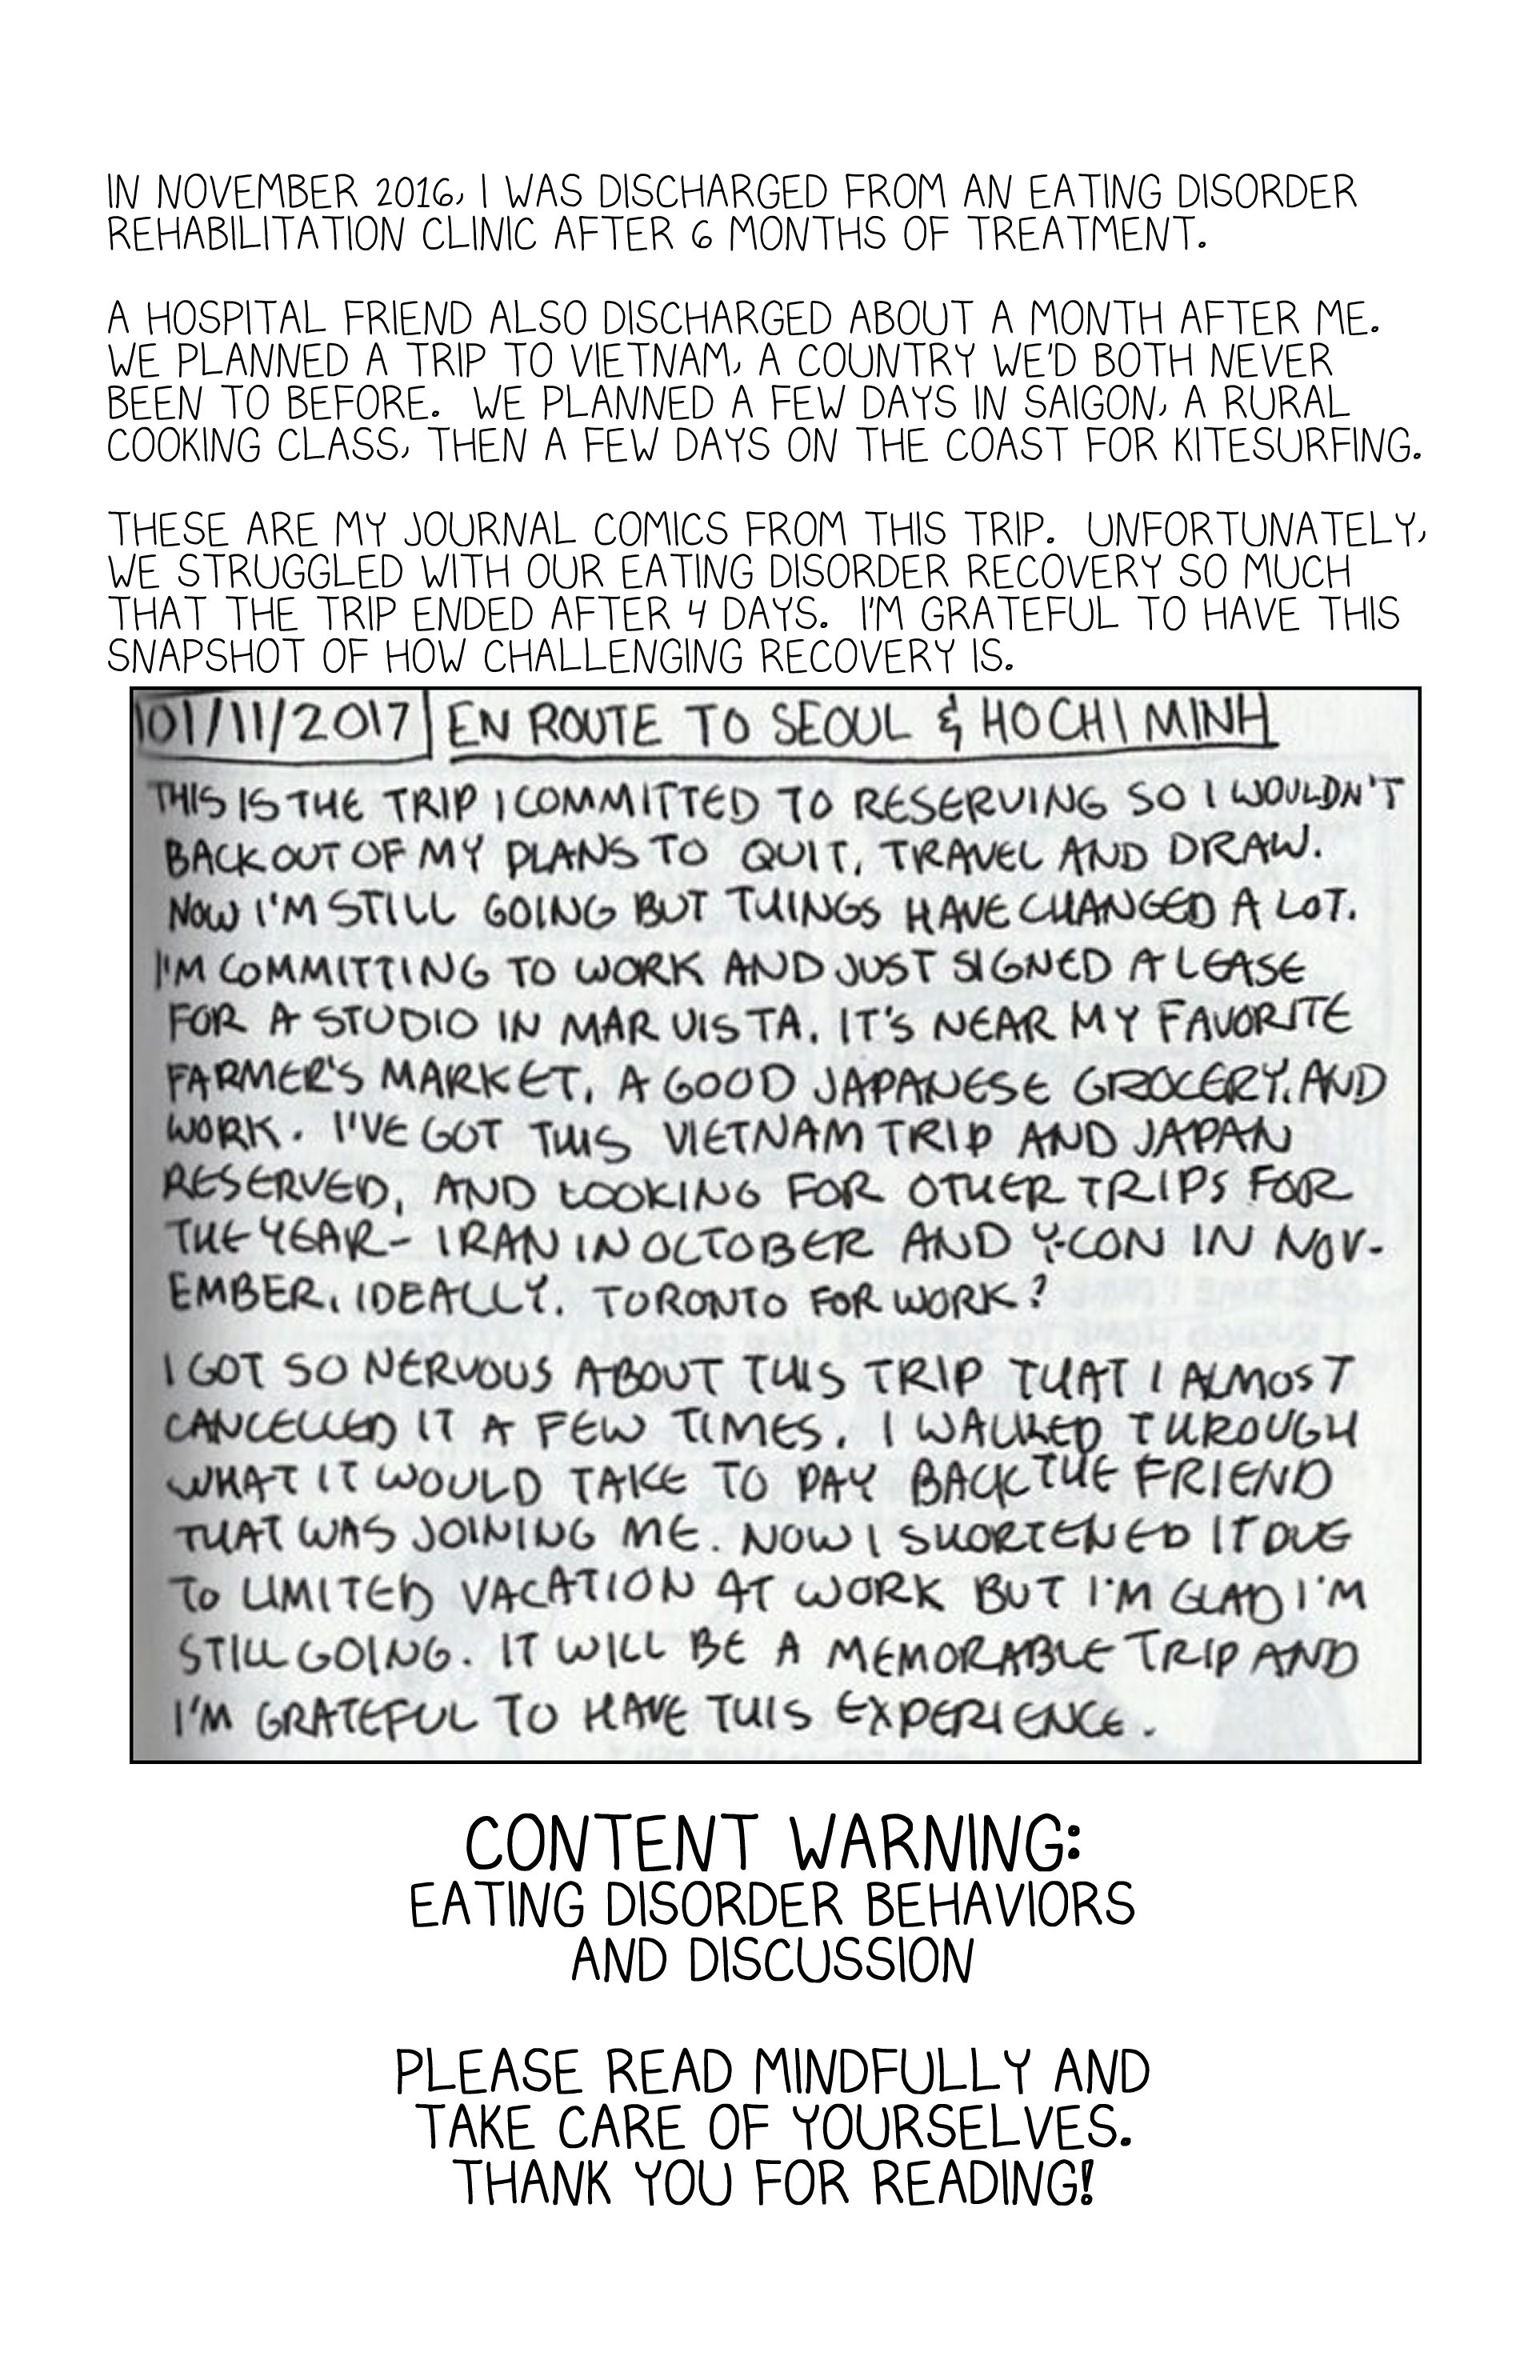 IN NOVEMBER 2016, I WAS DISCHARGED FROM AN EATING DISORDER
REHABILITATION CLINIC AFTER 6 MONTHS OF TREATMENT.
A HOSPITAL FRIEND ALSO DISCHARGED ABOUT A MONTH AFTER ME.
WE PLANNED A TRIP TO VIETNAM, A COUNTRY WE'D BOTH NEVER
BEEN TO BEFORE. WE PLANNED A FEW DAYS IN SAIGON, A RURAL
COOKING CLASS, THEN A FEW DAYS ON THE COAST FOR KITESURFING.
THESE ARE MY JOURNAL COMICS FROM THIS TRIP. UNFORTUNATELY,
WE STRUGGLED WITH OUR EATING DISORDER RECOVERY SO MUCH
THAT THE TRIP ENDED AFTER 4 DAYS. I'M GRATEFUL TO HAVE THIS
SNAPSHOT OF HOW CHALLENGING RECOVERY IS.
01/11/2017 EN ROUTE TO SEOUL & HO CHI MINH
THIS IS THE TRIP I COMMITTED TO RESERVING SO I WOULDN'T
BACK OUT OF MY PLANS TO QUIT, TRAVEL AND DRAW.
NOW I'M STILL GOING BUT THINGS HAVE CHANGED A LOT.
I'M COMMITTING TO WORK AND JUST SIGNED A LEASE
FOR A STUDIO IN MAR VISTA. IT'S NEAR MY FAVORITE
FARMER'S MARKET, A GOOD JAPANESE GROCERY, AND
WORK. I'VE GOT THIS VIETNAM TRIP AND JAPAN
RESERVED, AND LOOKING FOR OTHER TRIPS FOR
THE YEAR - IRAN IN OCTOBER AND Y-CON IN NOV-
EMBER, IDEALLY. TORONTO FOR WORK?
I GOT SO NERVOUS ABOUT THIS TRIP THAT I ALMOST
CANCELLED IT A FEW TIMES. I WALKED THROUGH
WHAT IT WOULD TAKE TO PAY BACK THE FRIEND
THAT WAS JOINING ME. NOW I SHORTENED IT DUE
TO LIMITED VACATION AT WORK BUT I'M GLAD I'M
STILL GOING. IT WILL BE A MEMORABLE TRIP AND
I'M GRATEFUL TO HAVE THIS EXPERIENCE.
CONTENT WARNING:
EATING DISORDER BEHAVIORS
AND DISCUSSION
PLEASE READ MINDFULLY AND
TAKE CARE OF YOURSELVES.
THANK YOU FOR READING!